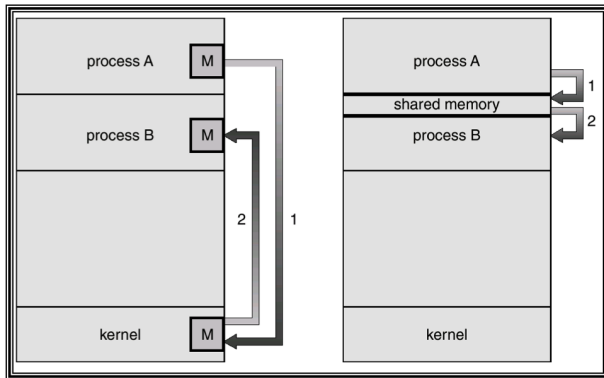 process A
M
process B
M
2
1
kernel
M
process A
1
shared memory
2
process B
kernel